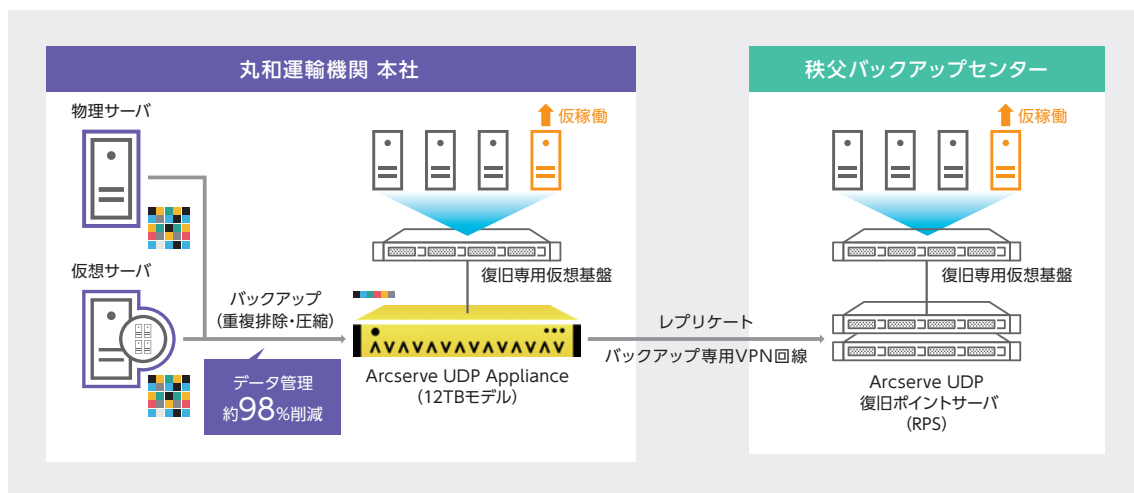 丸和運輸機関 本社
物理サーバ
仮稼働
復旧専用仮想基盤
仮想サーバ
バックアップ
(重複排除・圧縮)
データ管理
約98%削減
Arcserve UDP Appliance
(12TBモデル)
レプリケート
バックアップ専用VPN回線
秩父バックアップセンター
仮稼働
復旧専用仮想基盤
Arcserve UDP
復旧ポイントサーバ
(RPS)